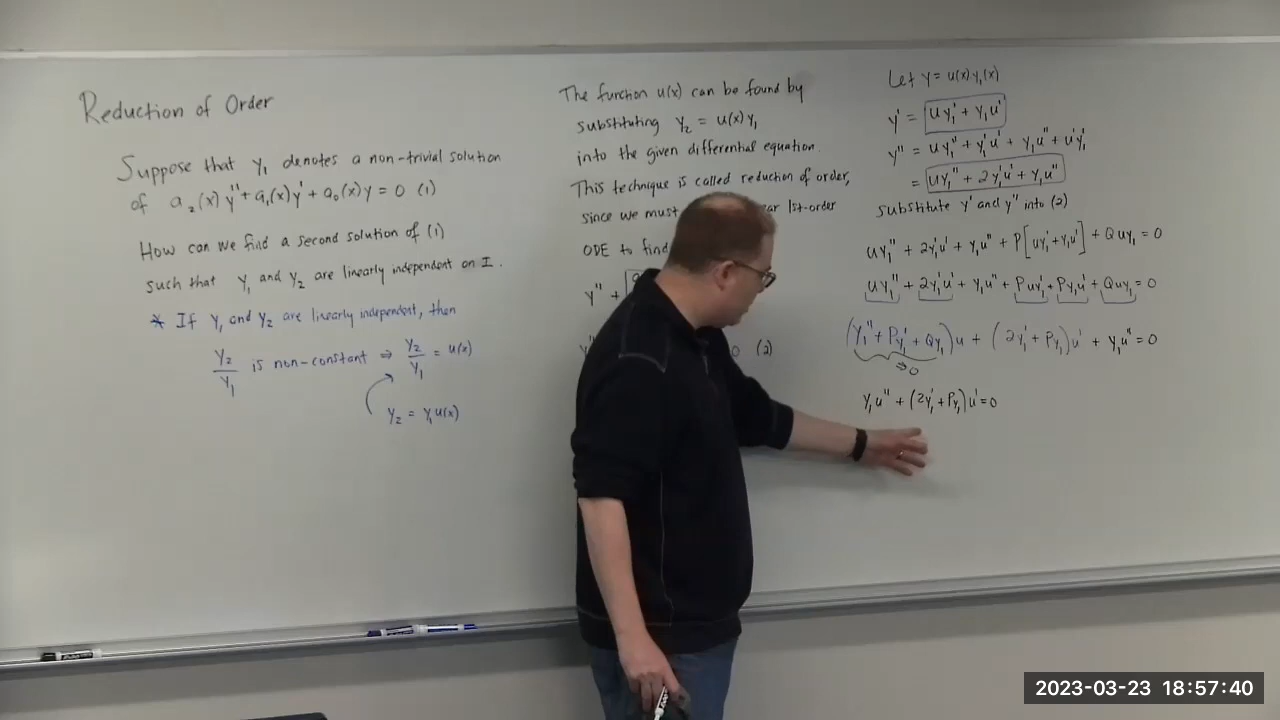 Reduction of Order
Suppose that y₁ denotes a non-trivial solution
of a₂(x)y'' + a₁(x)y' + a₀(x)y = 0 (1)
How can we find a second solution of (1)
such that y₁ and y₂ are linearly independent on I.
* If y₁ and y₂ are linearly independent, then
y₂/y₁ is non-constant ⇒ y₂/y₁ = u(x)
y₂ = y₁u(x)
The function u(x) can be found by
substituting y₂ = u(x)y₁
into the given differential equation.
This technique is called reduction of order,
since we must 1st-order
ODE to find
y'' +
0 (2)
Let y = u(x)y₁(x)
y' = uy₁' + y₁u'
y'' = uy₁'' + y₁'u' + y₁u'' + u'y₁'
= uy₁'' + 2y₁'u' + y₁u''
substitute y' and y'' into (2)
uy₁'' + 2y₁'u' + y₁u'' + P[uy₁' + y₁u'] + Quy₁ = 0
uy₁'' + 2y₁'u' + y₁u'' + Puy₁' + Py₁u' + Quy₁ = 0
(y₁'' + Py₁' + Qy₁)u + (2y₁' + Py₁)u' + y₁u'' = 0
⇒ 0
y₁u'' + (2y₁' + Py₁)u' = 0
2023-03-23 18:57:40